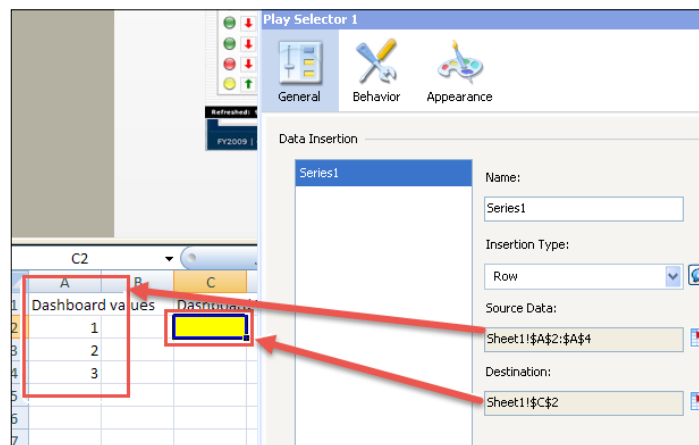 Play Selector 1
General Behavior Appearance
Refreshed:
FY2009 |
Data Insertion
Series1
Name:
Series1
Insertion Type:
Row
Source Data:
Sheet1!$A$2:$A$4
Destination:
Sheet1!$C$2
C2
A B C
1 Dashboard values Dashboard
2 1
3 2
4 3
5
6
7